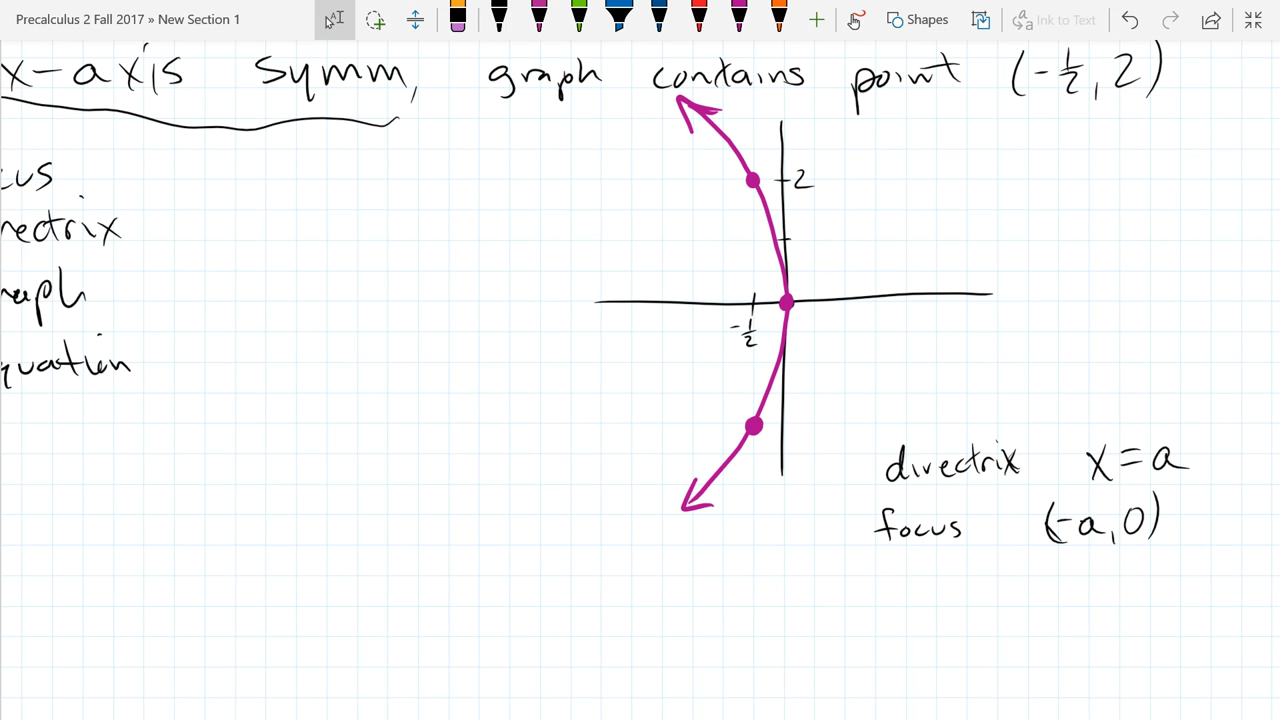 Precalculus 2 Fall 2017 » New Section 1
Shapes
Ink to Text
x-axis symm, graph contains point (-1/2, 2)
cus
rectrix
raph
quation
2
-1/2
directrix x = a
focus (-a, 0)